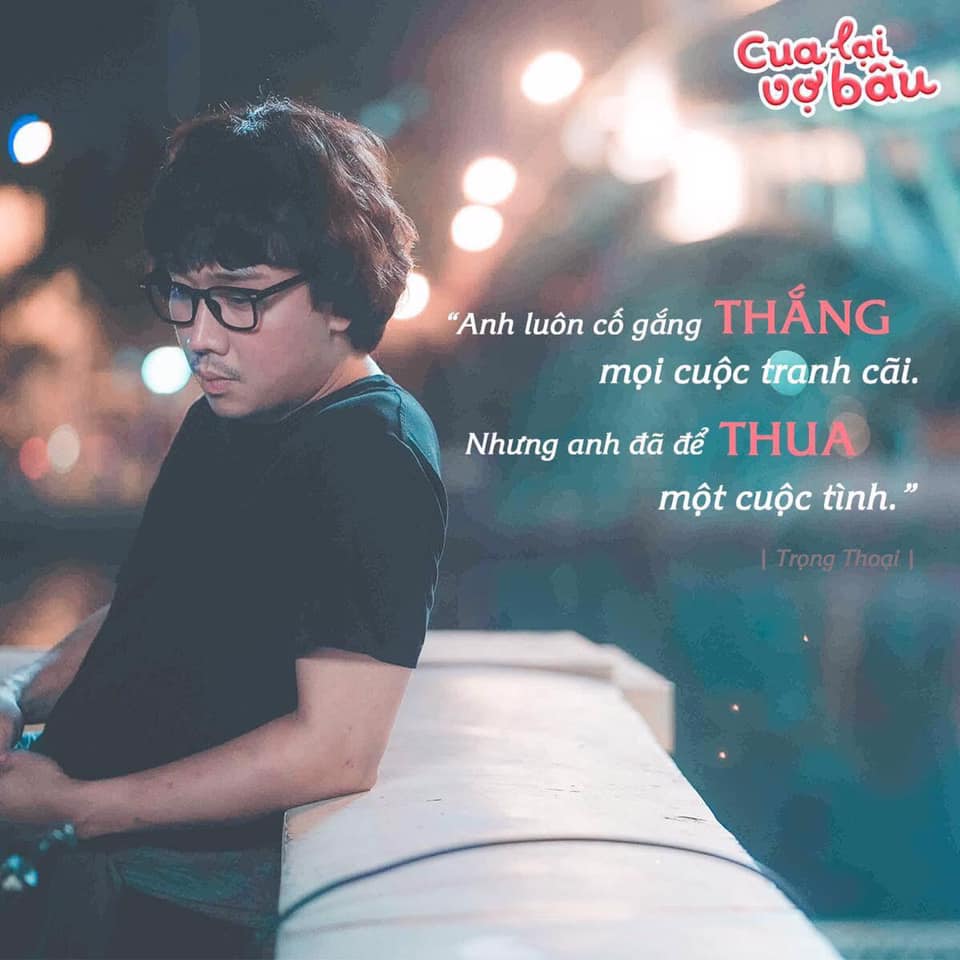 Cua lại
vợ bầu
“Anh luôn cố gắng THẮNG
mọi cuộc tranh cãi.
Nhưng anh đã để THUA
một cuộc tình.”
| Trọng Thoại |